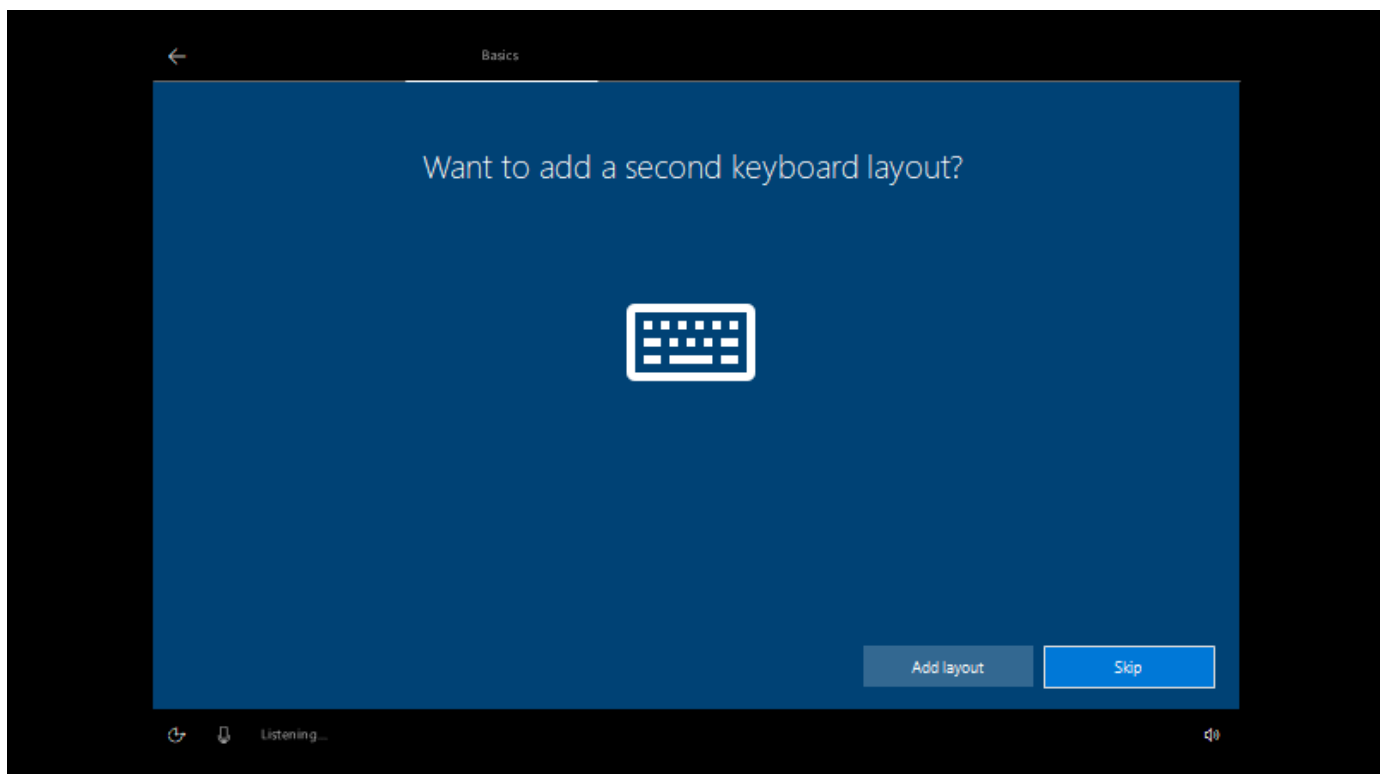 Basics
Want to add a second keyboard layout?
Add layout
Skip
Listening...